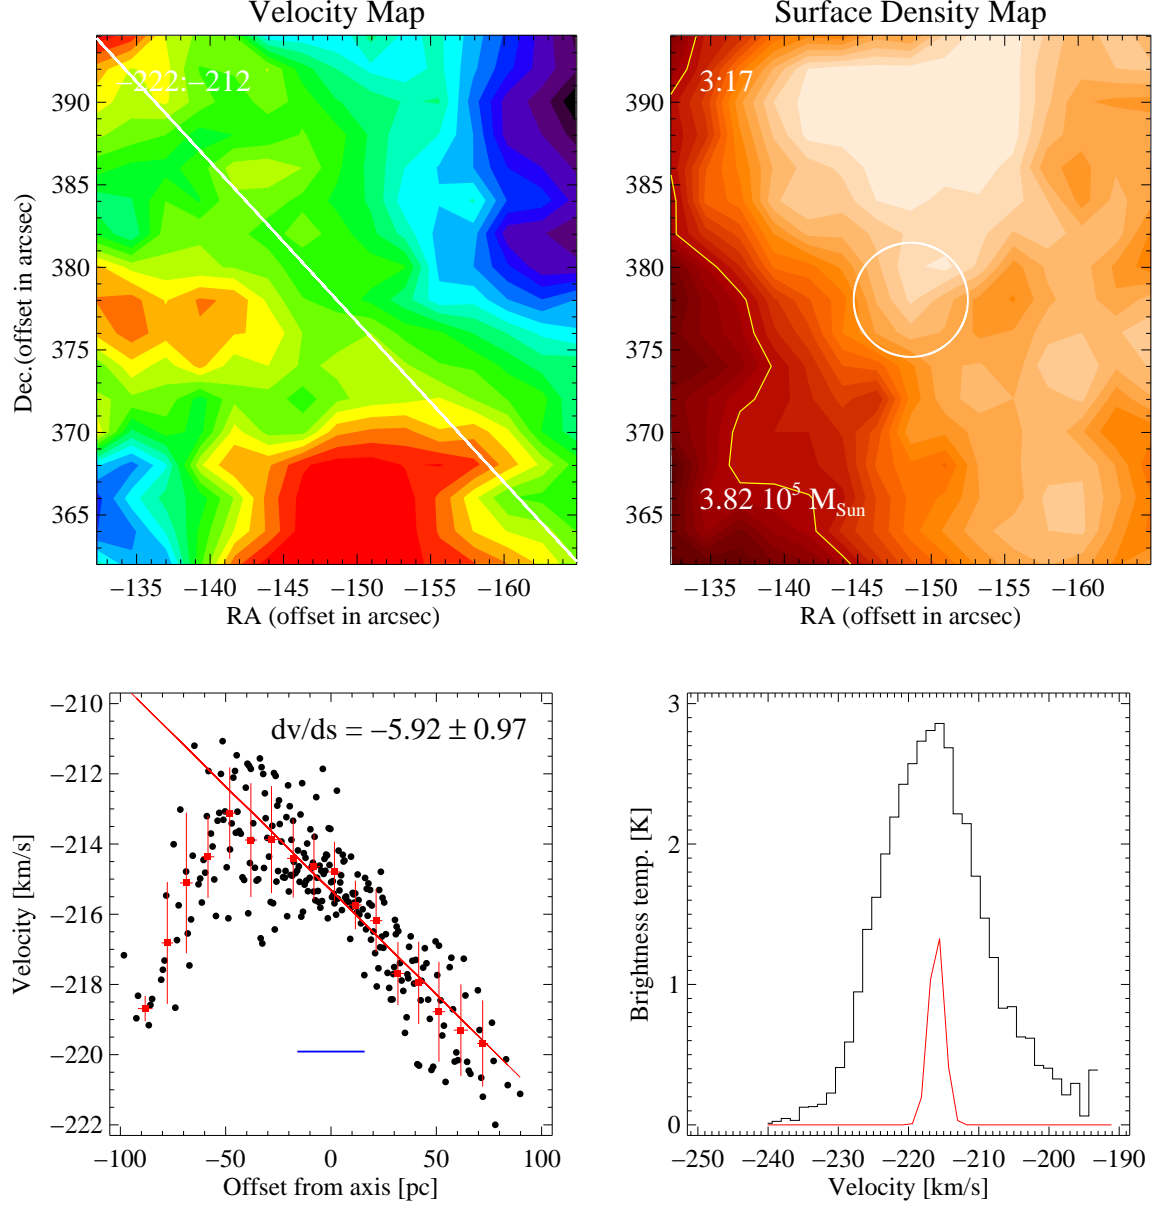 Velocity Map
Surface Density Map
−222:−212
3:17
390
385
380
375
370
365
Dec.(offset in arcsec)
390
385
380
375
370
365
3.82 10⁵ M_Sun
−135 −140 −145 −150 −155 −160
RA (offset in arcsec)
−135 −140 −145 −150 −155 −160
RA (offsett in arcsec)
−210
−212
−214
−216
−218
−220
−222
Velocity [km/s]
dv/ds = −5.92 ± 0.97
−100 −50 0 50 100
Offset from axis [pc]
3
2
1
0
Brightness temp. [K]
−250 −240 −230 −220 −210 −200 −190
Velocity [km/s]